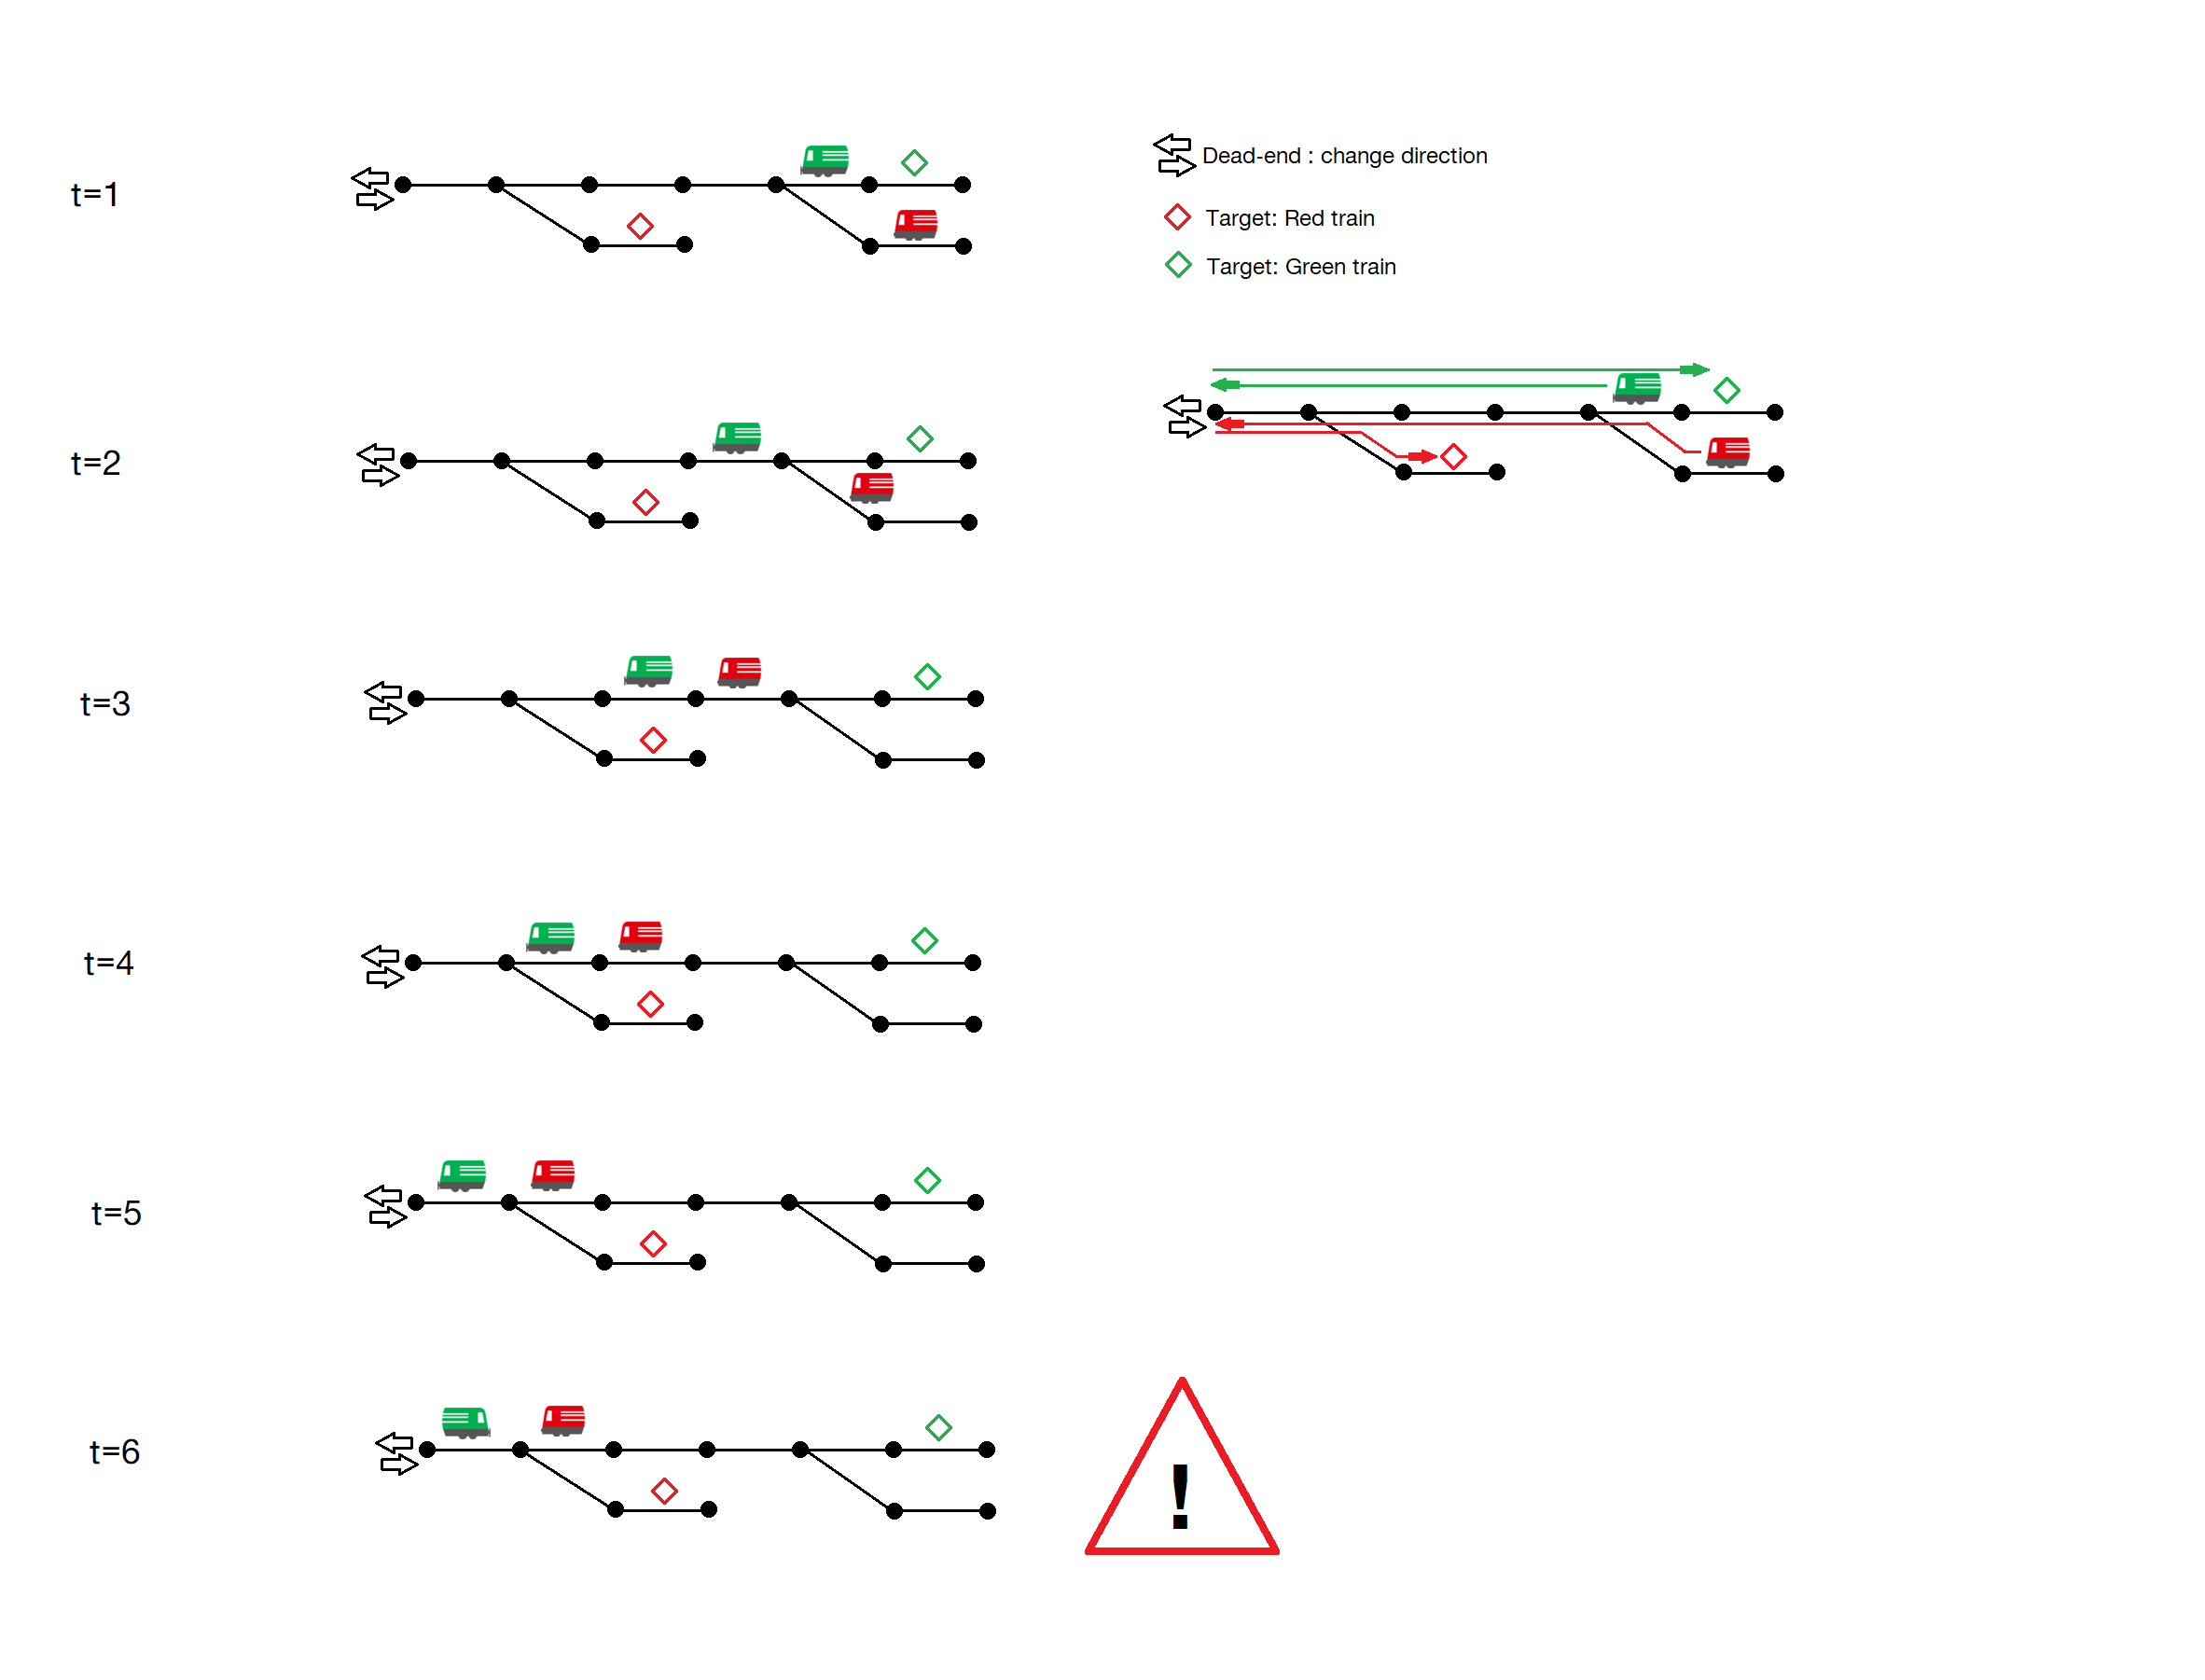 t=1
Dead-end : change direction
Target: Red train
Target: Green train
t=2
t=3
t=4
t=5
t=6
!